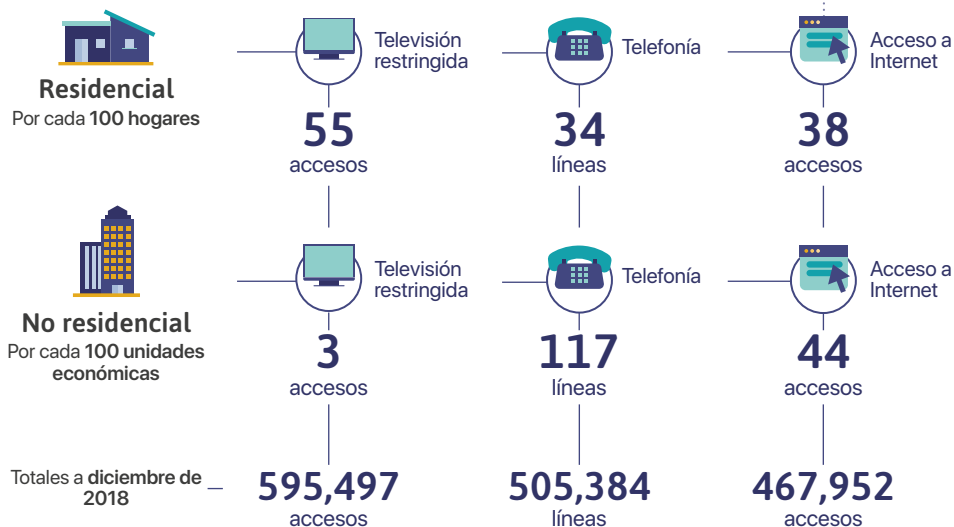 Residencial
Por cada 100 hogares
Televisión
restringida
55
accesos
Telefonía
34
líneas
Acceso a
Internet
38
accesos
No residencial
Por cada 100 unidades
económicas
Televisión
restringida
3
accesos
Telefonía
117
líneas
Acceso a
Internet
44
accesos
Totales a diciembre de
2018
595,497
accesos
505,384
líneas
467,952
accesos